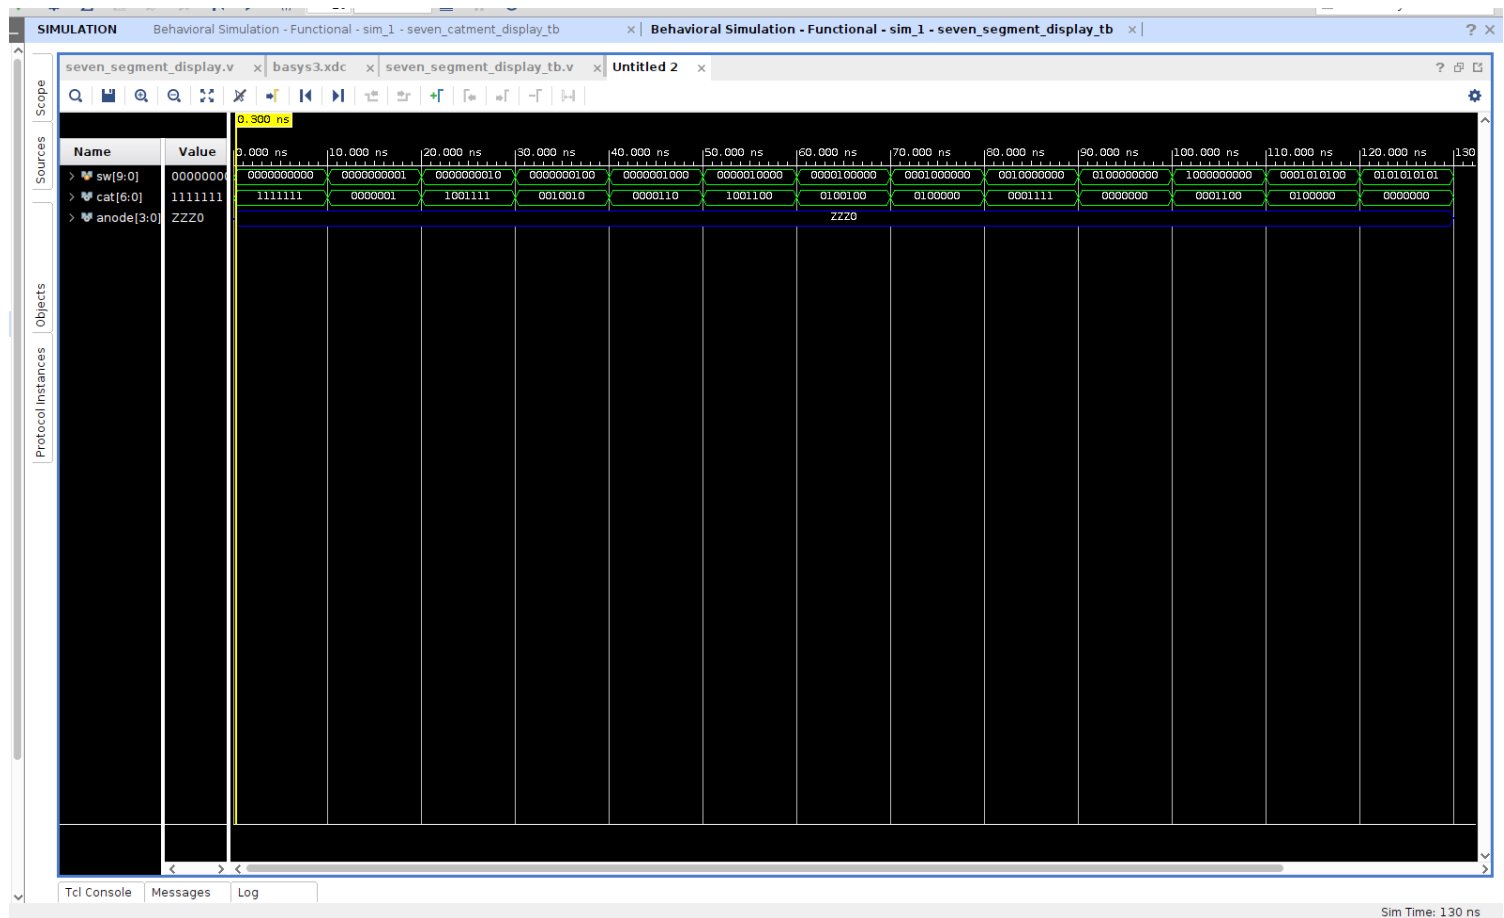 SIMULATION Behavioral Simulation - Functional - sim_1 - seven_catment_display_tb × Behavioral Simulation - Functional - sim_1 - seven_segment_display_tb × ? ×
seven_segment_display.v × basys3.xdc × seven_segment_display_tb.v × Untitled 2 × ?
Scope
Sources
Objects
Protocol Instances
0.300 ns
Name Value 0.000 ns 10.000 ns 20.000 ns 30.000 ns 40.000 ns 50.000 ns 60.000 ns 70.000 ns 80.000 ns 90.000 ns 100.000 ns 110.000 ns 120.000 ns 130
> sw[9:0] 00000000 0000000000 0000000001 0000000010 0000000100 0000001000 0000010000 0000100000 0001000000 0010000000 0100000000 1000000000 0001010100 0101010101
> cat[6:0] 1111111 1111111 0000001 1001111 0010010 0000110 1001100 0100100 0100000 0001111 0000000 0001100 0100000 0000000
> anode[3:0] ZZZ0 ZZZ0
Tcl Console Messages Log
Sim Time: 130 ns